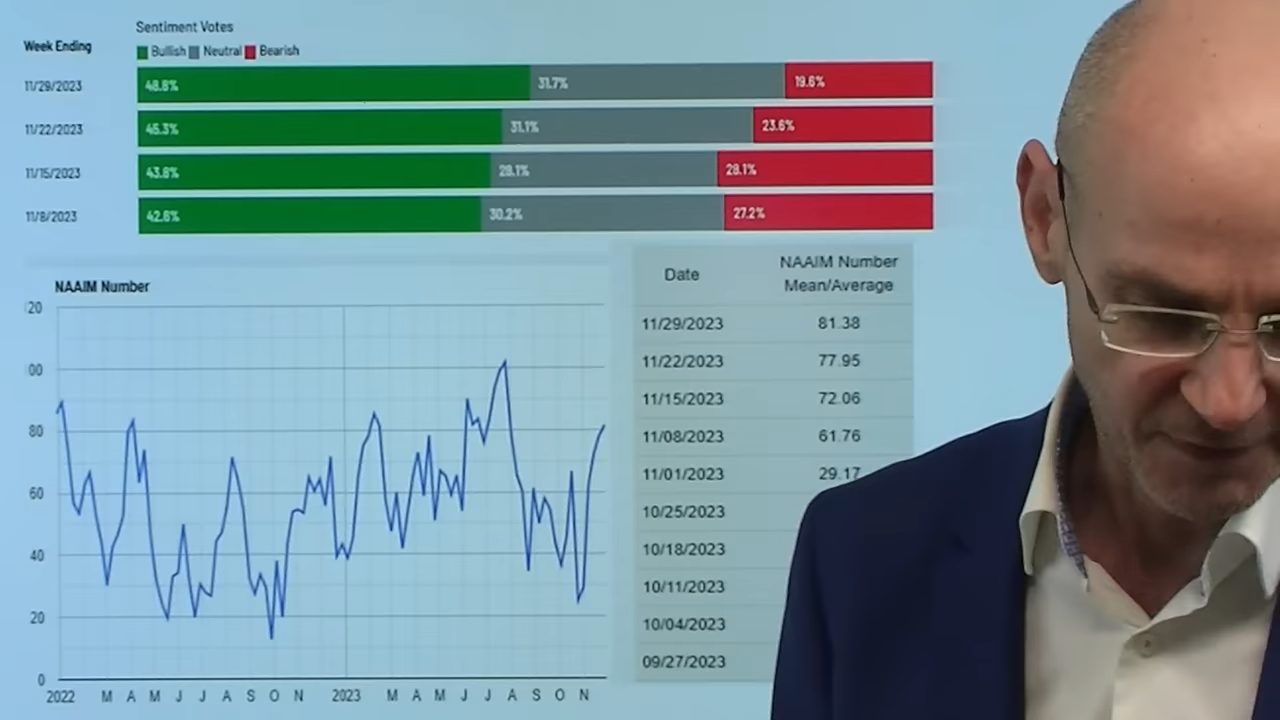 Sentiment Votes
Week Ending
Bullish Neutral Bearish
11/29/2023 48.8% 31.7% 19.6%
11/22/2023 45.3% 31.1% 23.6%
11/15/2023 43.8% 28.1% 28.1%
11/8/2023 42.6% 30.2% 27.2%
NAAIM Number
20
00
80
60
40
20
0
2022 M A M J J A S O N 2023 M A M J J A S O N
Date NAAIM Number
Mean/Average
11/29/2023 81.38
11/22/2023 77.95
11/15/2023 72.06
11/08/2023 61.76
11/01/2023 29.17
10/25/2023
10/18/2023
10/11/2023
10/04/2023
09/27/2023